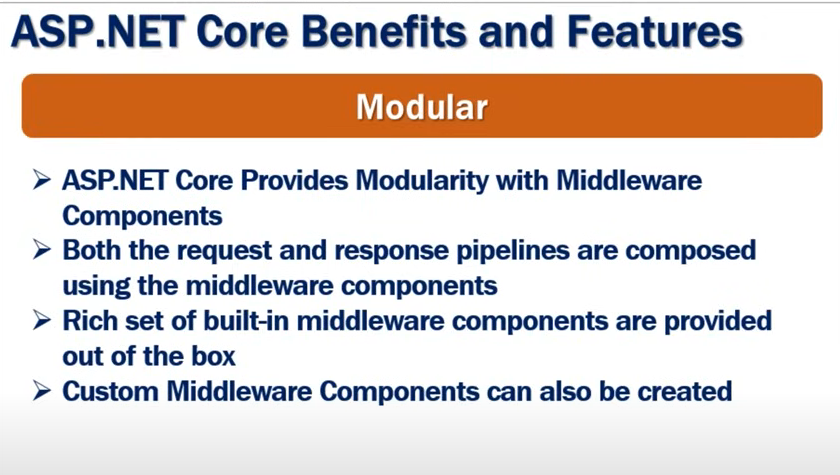 ASP.NET Core Benefits and Features
Modular
➢ ASP.NET Core Provides Modularity with Middleware
Components
➢ Both the request and response pipelines are composed
using the middleware components
➢ Rich set of built-in middleware components are provided
out of the box
➢ Custom Middleware Components can also be created